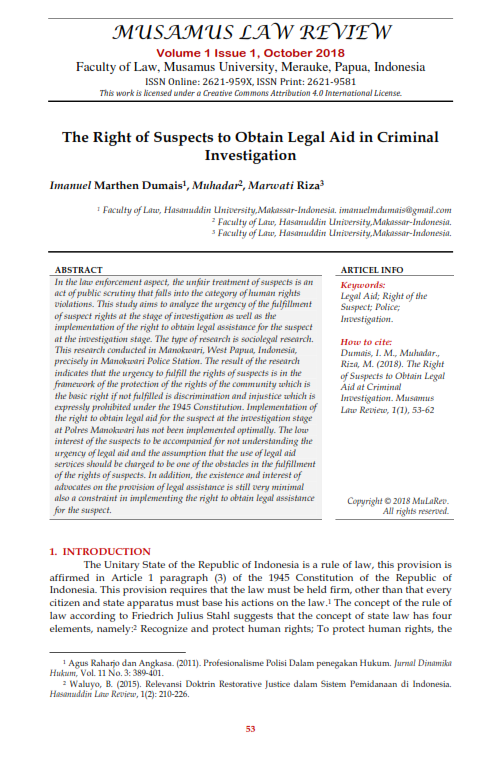 MUSAMUS LAW REVIEW
Volume 1 Issue 1, October 2018
Faculty of Law, Musamus University, Merauke, Papua, Indonesia
ISSN Online: 2621-959X, ISSN Print: 2621-9581
This work is licensed under a Creative Commons Attribution 4.0 International License.
The Right of Suspects to Obtain Legal Aid in Criminal
Investigation
Imanuel Marthen Dumais¹, Muhadar², Marwati Riza³
¹ Faculty of Law, Hasanuddin University,Makassar-Indonesia. imanuelmdumais@gmail.com
² Faculty of Law, Hasanuddin University,Makassar-Indonesia.
³ Faculty of Law, Hasanuddin University,Makassar-Indonesia.
ABSTRACT
In the law enforcement aspect, the unfair treatment of suspects is an
act of public scrutiny that falls into the category of human rights
violations. This study aims to analyze the urgency of the fulfillment
of suspect rights at the stage of investigation as well as the
implementation of the right to obtain legal assistance for the suspect
at the investigation stage. The type of research is sociolegal research.
This research conducted in Manokwari, West Papua, Indonesia,
precisely in Manokwari Police Station. The result of the research
indicates that the urgency to fulfill the rights of suspects is in the
framework of the protection of the rights of the community which is
the basic right if not fulfilled is discrimination and injustice which is
expressly prohibited under the 1945 Constitution. Implementation of
the right to obtain legal aid for the suspect at the investigation stage
at Polres Manokwari has not been implemented optimally. The low
interest of the suspects to be accompanied for not understanding the
urgency of legal aid and the assumption that the use of legal aid
services should be charged to be one of the obstacles in the fulfillment
of the rights of suspects. In addition, the existence and interest of
advocates on the provision of legal assistance is still very minimal
also a constraint in implementing the right to obtain legal assistance
for the suspect.
ARTICEL INFO
Keywords:
Legal Aid; Right of the
Suspect; Police;
Investigation.
How to cite:
Dumais, I. M., Muhadar.,
Riza, M. (2018). The Right
of Suspects to Obtain Legal
Aid at Criminal
Investigation. Musamus
Law Review, 1(1), 53-62
Copyright © 2018 MuLaRev.
All rights reserved.
1. INTRODUCTION
The Unitary State of the Republic of Indonesia is a rule of law, this provision is
affirmed in Article 1 paragraph (3) of the 1945 Constitution of the Republic of
Indonesia. This provision requires that the law must be held firm, other than that every
citizen and state apparatus must base his actions on the law.¹ The concept of the rule of
law according to Friedrich Julius Stahl suggests that the concept of state law has four
elements, namely:² Recognize and protect human rights; To protect human rights, the
¹ Agus Raharjo dan Angkasa. (2011). Profesionalisme Polisi Dalam penegakan Hukum. Jurnal Dinamika
Hukum, Vol. 11 No. 3: 389-401.
² Waluyo, B. (2015). Relevansi Doktrin Restorative Justice dalam Sistem Pemidanaan di Indonesia.
Hasanuddin Law Review, 1(2): 210-226.
53